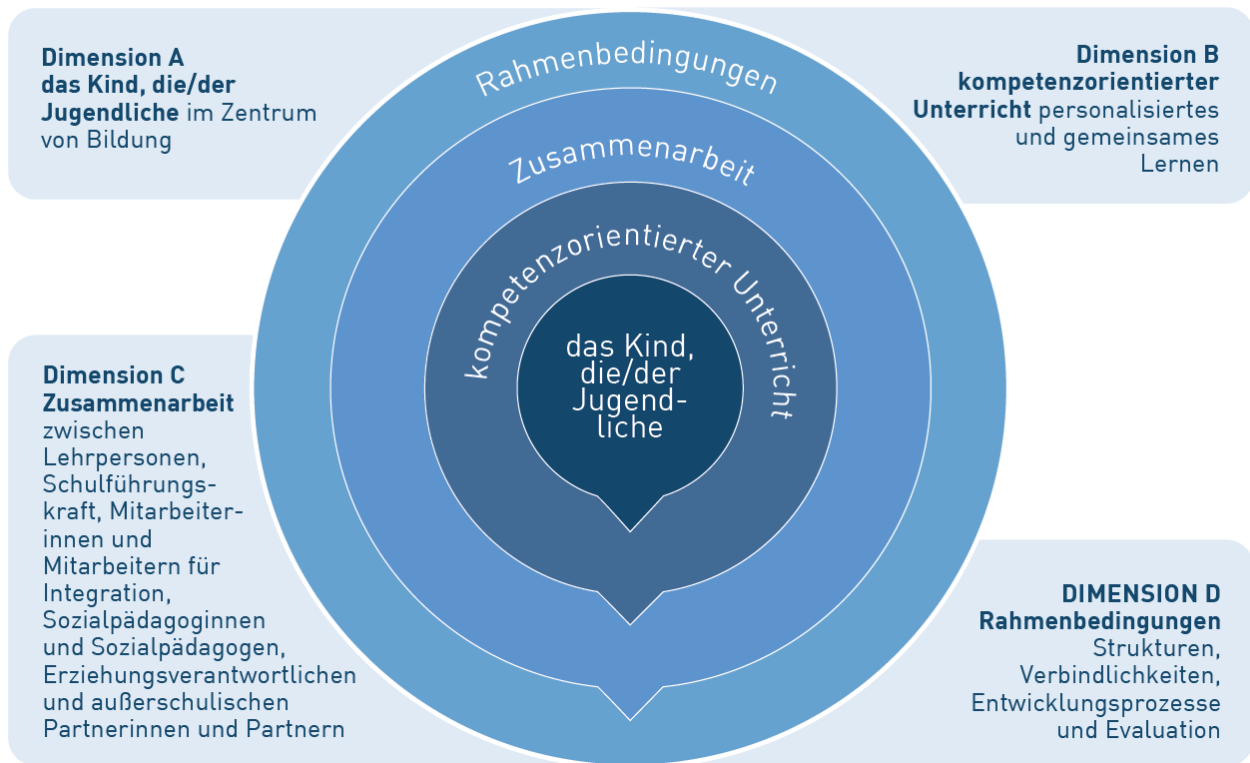 Dimension A
das Kind, die/der
Jugendliche im Zentrum
von Bildung
Dimension B
kompetenzorientierter
Unterricht personalisiertes
und gemeinsames
Lernen
Rahmenbedingungen
Zusammenarbeit
kompetenzorientierter Unterricht
das Kind,
die/der
Jugend-
liche
Dimension C
Zusammenarbeit
zwischen
Lehrpersonen,
Schulführungs-
kraft, Mitarbeiter-
innen und
Mitarbeitern für
Integration,
Sozialpädagoginnen
und Sozialpädagogen,
Erziehungsverantwortlichen
und außerschulischen
Partnerinnen und Partnern
DIMENSION D
Rahmenbedingungen
Strukturen,
Verbindlichkeiten,
Entwicklungsprozesse
und Evaluation